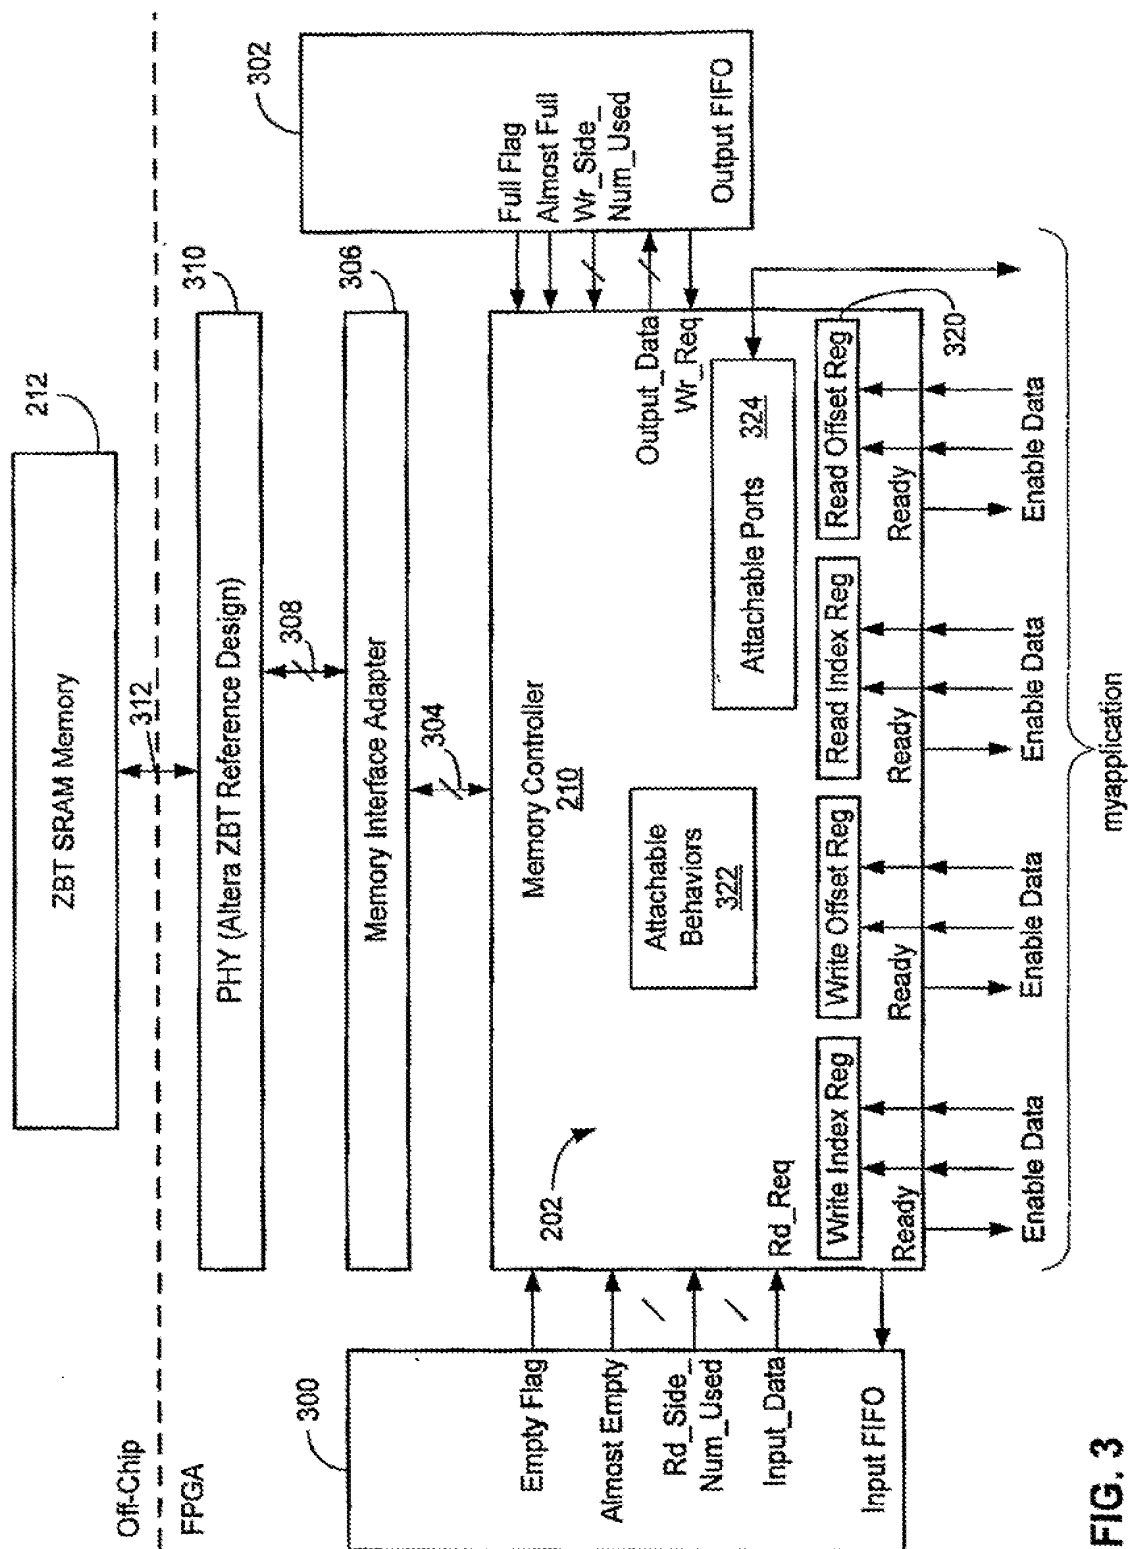 Off-Chip
FPGA
ZBT SRAM Memory
212
312
PHY (Altera ZBT Reference Design)
310
308
Memory Interface Adapter
306
304
300
Empty Flag
Almost Empty
Rd_Side_
Num_Used
Input_Data
Input FIFO
302
Full Flag
Almost Full
Wr_Side_
Num_Used
Output FIFO
Memory Controller
210
202
Attachable
Behaviors
322
Output_Data
Wr_Req
Attachable Ports 324
Rd_Req
Write Index Reg
Write Offset Reg
Read Index Reg
Read Offset Reg
320
Ready
Ready
Ready
Ready
Enable Data
Enable Data
Enable Data
Enable Data
myapplication
FIG. 3